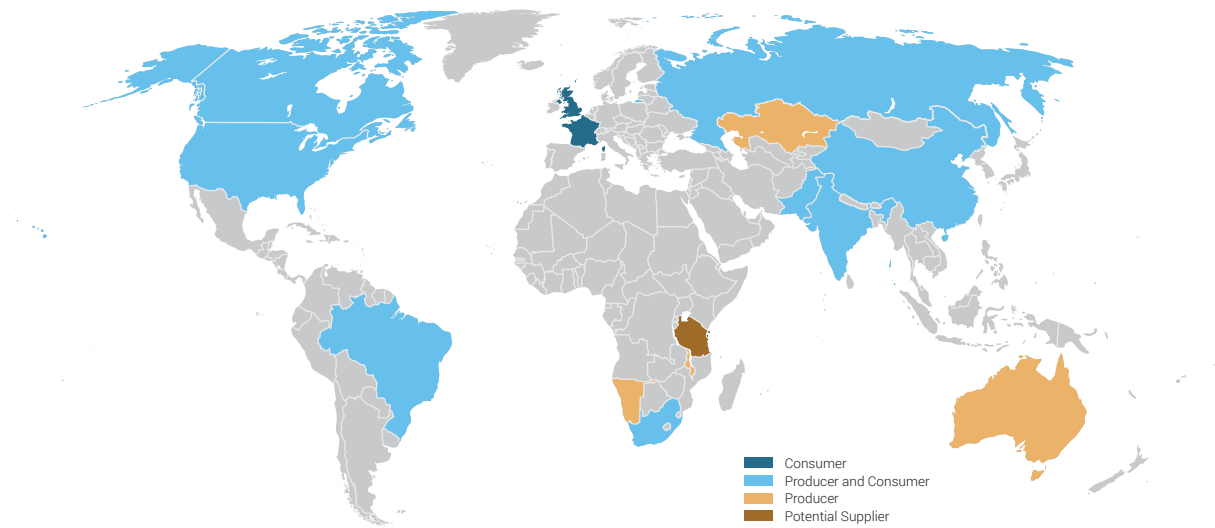 Consumer
Producer and Consumer
Producer
Potential Supplier